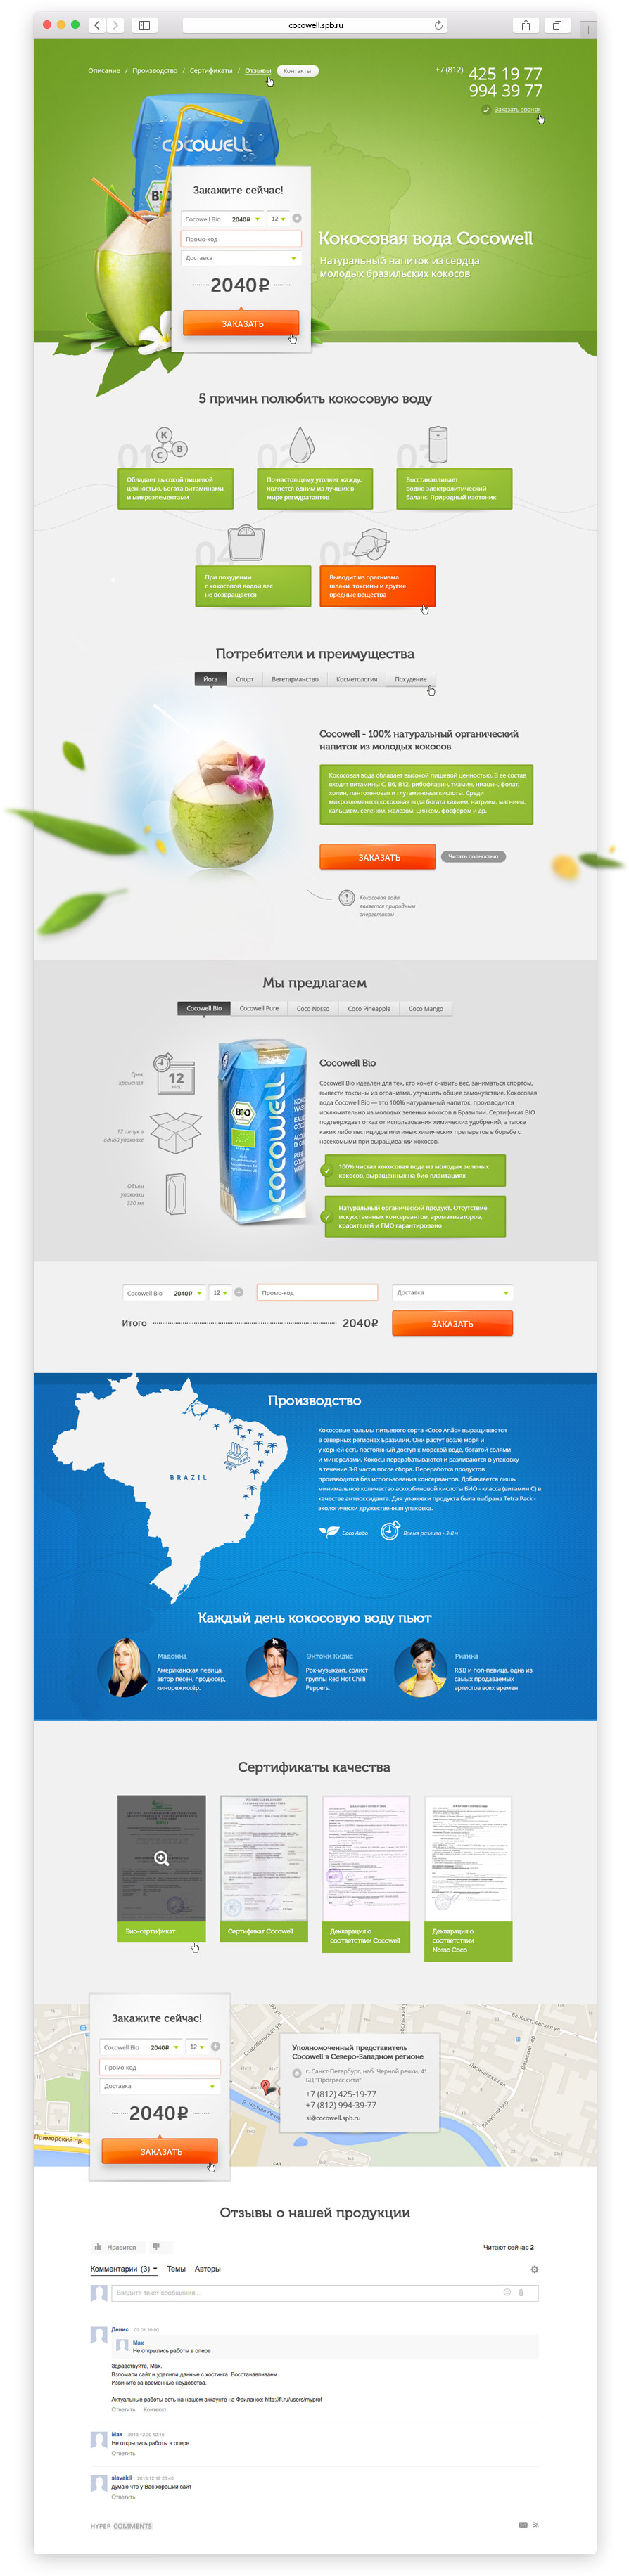 cocowell.spb.ru
Описание / Производство / Сертификаты / Отзывы Контакты
+7 (812) 425 19 77
994 39 77
Заказать звонок
cocowell
BIO
Закажите сейчас!
Cocowell Bio 2040₽ 12
Промо-код
Доставка
2040₽
ЗАКАЗАТЬ
Кокосовая вода Cocowell
Натуральный напиток из сердца
молодых бразильских кокосов
5 причин полюбить кокосовую воду
01
K
B
C
Обладает высокой пищевой
ценностью. Богата витаминами
и микроэлементами
02
По-настоящему утоляет жажду.
Является одним из лучших в
мире регидратантов
03
Восстанавливает
водно-электролитический
баланс. Природный изотоник
04
При похудении
с кокосовой водой вес
не возвращается
05
Выводит из орагнизма
шлаки, токсины и другие
вредные вещества
Потребители и преимущества
Йога Спорт Вегетарианство Косметология Похудение
Cocowell - 100% натуральный органический
напиток из молодых кокосов
Кокосовая вода обладает высокой пищевой ценностью. В ее состав
входят витамины С, В6, В12, рибофлавин, тиамин, ниацин, фолат,
холин, пантотеновая и глутаминовая кислоты. Среди
микроэлементов кокосовая вода богата калием, натрием, магнием,
кальцием, селеном, железом, цинком, фосфором и др.
ЗАКАЗАТЬ
Читать полностью
Кокосовая вода
является природным
энергетиком
Мы предлагаем
Cocowell Bio Cocowell Pure Coco Nosso Coco Pineapple Coco Mango
Срок
хранения
12
мес
12 штук в
одной упаковке
Объем
упаковки
330 мл
BIO
cocowell
Cocowell Bio
Cocowell Bio идеален для тех, кто хочет снизить вес, заниматься спортом,
вывести токсины из огранизма, улучшить общее самочувствие. Кокосовая
вода Cocowell Bio — это 100% натуральный напиток, производится
исключительно из молодых зеленых кокосов в Бразилии. Сертификат BIO
подтверждает отказ от использования химических удобрений, а также
каких либо пестицидов или иных химических препаратов в борьбе с
насекомыми при выращивании кокосов.
100% чистая кокосовая вода из молодых зеленых
кокосов, выращенных на био-плантациях
Натуральный органический продукт. Отсутствие
искусственных консервантов, ароматизаторов,
красителей и ГМО гарантировано
Cocowell Bio 2040₽ 12 Промо-код Доставка
Итого 2040₽ ЗАКАЗАТЬ
Производство
BRAZIL
Кокосовые пальмы питьевого сорта «Coco Anão» выращиваются
в северных регионах Бразилии. Они растут возле моря и
у корней есть постоянный доступ к морской воде, богатой солями
и минералами. Кокосы перерабатываются и разливаются в упаковку
в течение 3-8 часов после сбора. Переработка продуктов
производится без использования консервантов. Добавляется лишь
минимальное количество аскорбиновой кислоты БИО - класса (витамин С) в
качестве антиоксиданта. Для упаковки продукта была выбрана Tetra Pack -
экологически дружественная упаковка.
Coco Anão
Время разлива - 3-8 ч
Каждый день кокосовую воду пьют
Мадонна
Американская певица,
автор песен, продюсер,
кинорежиссёр.
Энтони Кидис
Рок-музыкант, солист
группы Red Hot Chilli
Peppers.
Рианна
R&B и поп-певица, одна из
самых продаваемых
артистов всех времен
Сертификаты качества
Био-сертификат
Сертификат Cocowell
Декларация о
соответствии Cocowell
Декларация о
соответствии
Nosso Coco
Закажите сейчас!
Cocowell Bio 2040₽ 12
Промо-код
Доставка
2040₽
ЗАКАЗАТЬ
Приморский пр.
Уполномоченный представитель
Cocowell в Северо-Западном регионе
г. Санкт-Петербург, наб. Черной речки, 41,
БЦ "Прогресс сити"
+7 (812) 425-19-77
+7 (812) 994-39-77
sl@cocowell.spb.ru
Отзывы о нашей продукции
Нравится
Читают сейчас 2
Комментарии (3) Темы Авторы
Введите текст сообщения...
Денис
Max
Не открылись работы в опере
Здравствуйте, Max.
Взломали сайт и удалили данные с хостинга. Восстанавливаем.
Извините за временные неудобства.
Актуальные работы есть на нашем аккаунте на Фрилансе: http://fl.ru/users/myprof
Ответить Контекст
Max 2013.12.30 12:16
Не открылись работы в опере
Ответить
slavakil
думаю что у Вас хороший сайт
Ответить
HYPER COMMENTS